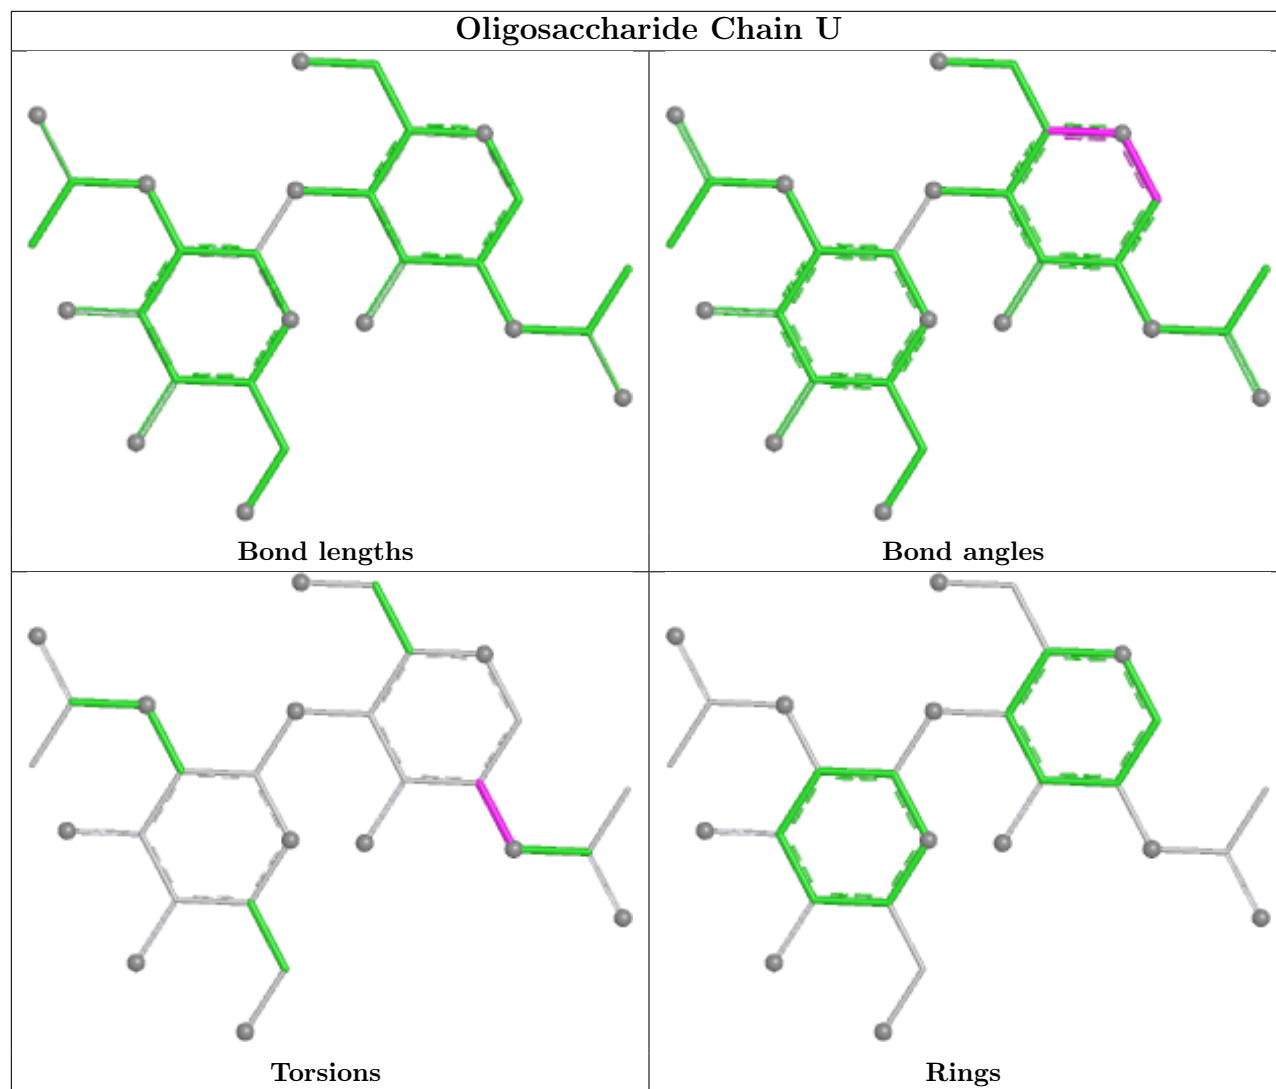 Oligosaccharide Chain U
Bond lengths
Bond angles
Torsions
Rings